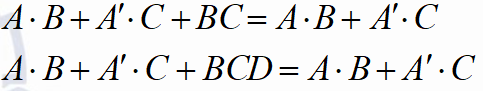 A · B + A′ · C + BC = A · B + A′ · C
A · B + A′ · C + BCD = A · B + A′ · C